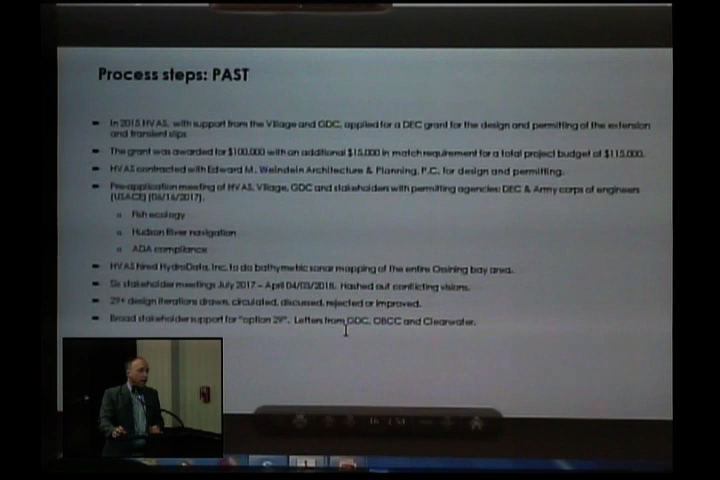 Process steps: PAST
In 2015 HVAS, with support from the Village and GDC, applied for a DEC grant for the design and permitting of the extension
and transient slips
The grant was awarded for $100,000 with an additional $15,000 in match requirement for a total project budget of $115,000.
HVAS contracted with Edward M. Weinstein Architecture & Planning, P.C. for design and permitting.
Pre-application meeting of HVAS, Village, GDC and stakeholders with permitting agencies: DEC & Army corps of engineers
(USACE) (06/16/2017).
Fish ecology
Hudson River navigation
ADA compliance
HVAS hired HydroData, Inc. to do bathymetric sonar mapping of the entire Ossining bay area.
Six stakeholder meetings July 2017 – April 04/03/2018. Hashed out conflicting visions.
29+ design iterations drawn, circulated, discussed, rejected or improved.
Broad stakeholder support for "option 29". Letters from GDC, OBCC and Clearwater.
16 / 54